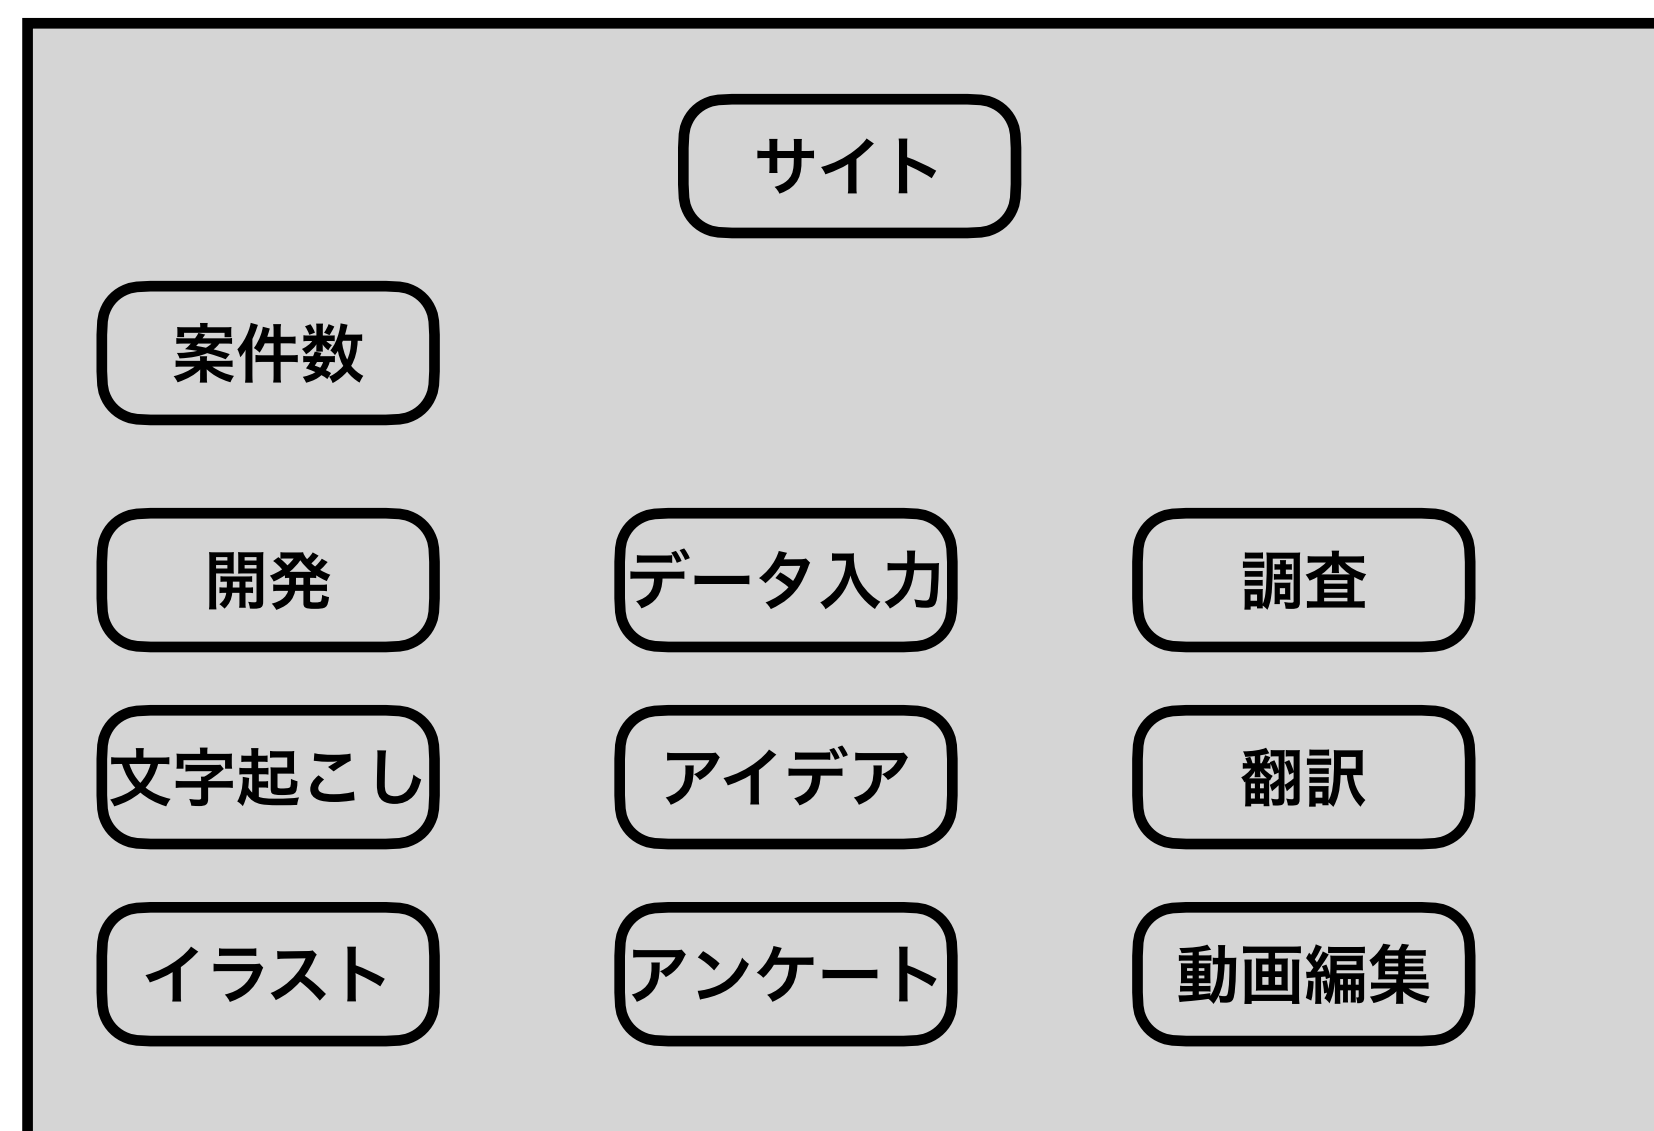 サイト
案件数
開発
データ入力
調査
文字起こし
アイデア
翻訳
イラスト
アンケート
動画編集